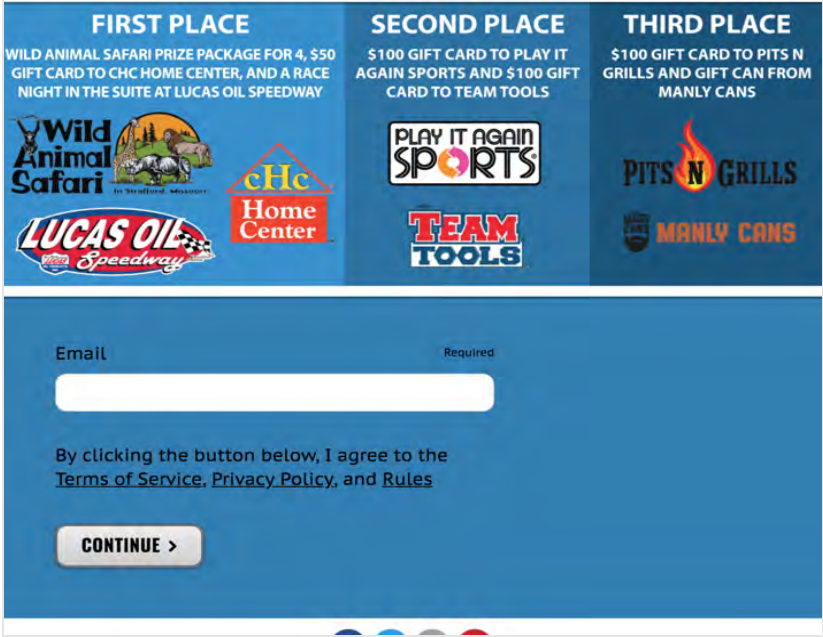 FIRST PLACE
WILD ANIMAL SAFARI PRIZE PACKAGE FOR 4, $50
GIFT CARD TO CHC HOME CENTER, AND A RACE
NIGHT IN THE SUITE AT LUCAS OIL SPEEDWAY
Wild
Animal
Safari
in Strafford, Missouri
cHc
Home
Center
LUCAS OIL
Speedway
SECOND PLACE
$100 GIFT CARD TO PLAY IT
AGAIN SPORTS AND $100 GIFT
CARD TO TEAM TOOLS
PLAY IT AGAIN
SPORTS
TEAM
TOOLS
THIRD PLACE
$100 GIFT CARD TO PITS N
GRILLS AND GIFT CAN FROM
MANLY CANS
PITS N GRILLS
MANLY CANS
Email
Required
By clicking the button below, I agree to the
Terms of Service, Privacy Policy, and Rules
CONTINUE >